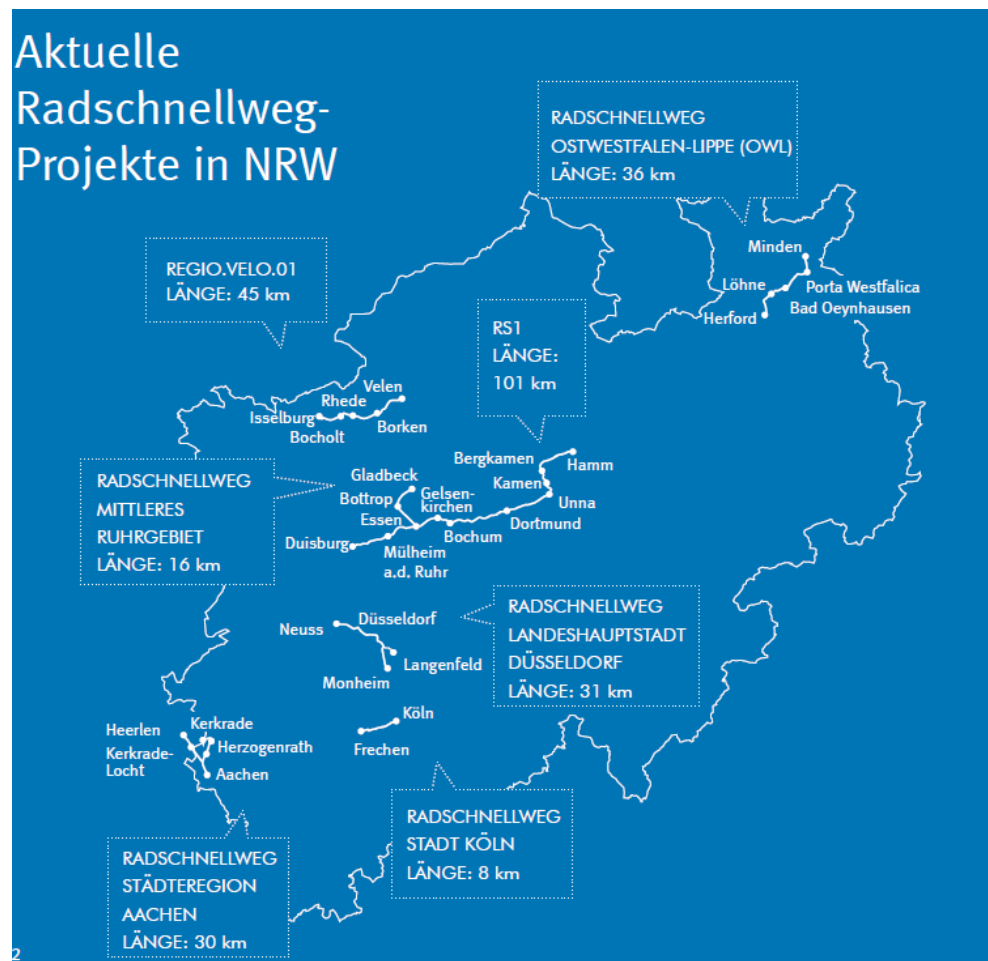 Aktuelle
Radschnellweg-
Projekte in NRW
RADSCHNELLWEG
OSTWESTFALEN-LIPPE (OWL)
LÄNGE: 36 km
Minden
Löhne
Porta Westfalica
Bad Oeynhausen
Herford
REGIO.VELO.01
LÄNGE: 45 km
RS1
LÄNGE:
101 km
Velen
Rhede
Isselburg
Bocholt
Borken
Bergkamen
Hamm
Kamen
Unna
Dortmund
RADSCHNELLWEG
MITTLERES
RUHRGEBIET
LÄNGE: 16 km
Gladbeck
Bottrop
Gelsen-
kirchen
Essen
Bochum
Duisburg
Mülheim
a.d. Ruhr
Neuss
Düsseldorf
Langenfeld
Monheim
RADSCHNELLWEG
LANDESHAUPTSTADT
DÜSSELDORF
LÄNGE: 31 km
Köln
Frechen
Heerlen
Kerkrade
Kerkrade-
Locht
Herzogenrath
Aachen
RADSCHNELLWEG
STADT KÖLN
LÄNGE: 8 km
RADSCHNELLWEG
STÄDTEREGION
AACHEN
LÄNGE: 30 km
2